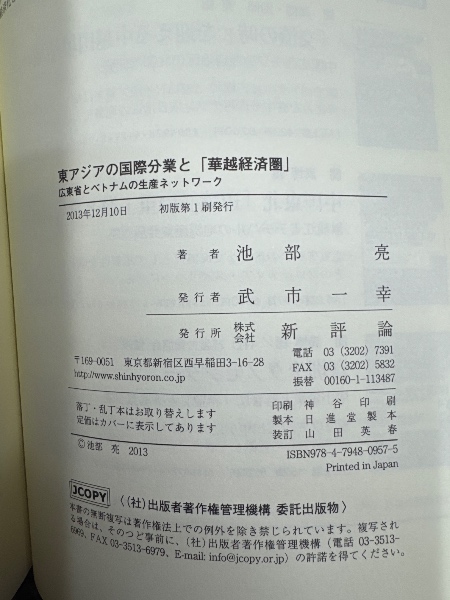 東アジアの国際分業と「華越経済圏」
広東省とベトナムの生産ネットワーク
2013年12月10日　初版第1刷発行
著者　池部　亮
発行者　武市一幸
発行所　株式会社　新評論
〒169-0051　東京都新宿区西早稲田3-16-28
http://www.shinhyoron.co.jp
電話　03 (3202) 7391
FAX　03 (3202) 5832
振替　00160-1-113487
落丁・乱丁本はお取り替えします
定価はカバーに表示してあります
印刷　神谷印刷
製本　日進堂製本
装訂　山田英春
©池部　亮　2013
ISBN978-4-7948-0957-5
Printed in Japan
JCOPY〈(社)出版者著作権管理機構 委託出版物〉
本書の無断複写は著作権法上での例外を除き禁じられています。複写され
る場合は、そのつど事前に、(社)出版者著作権管理機構（電話 03-3513-
6969、FAX 03-3513-6979、E-mail: info@jcopy.or.jp）の許諾を得てください。